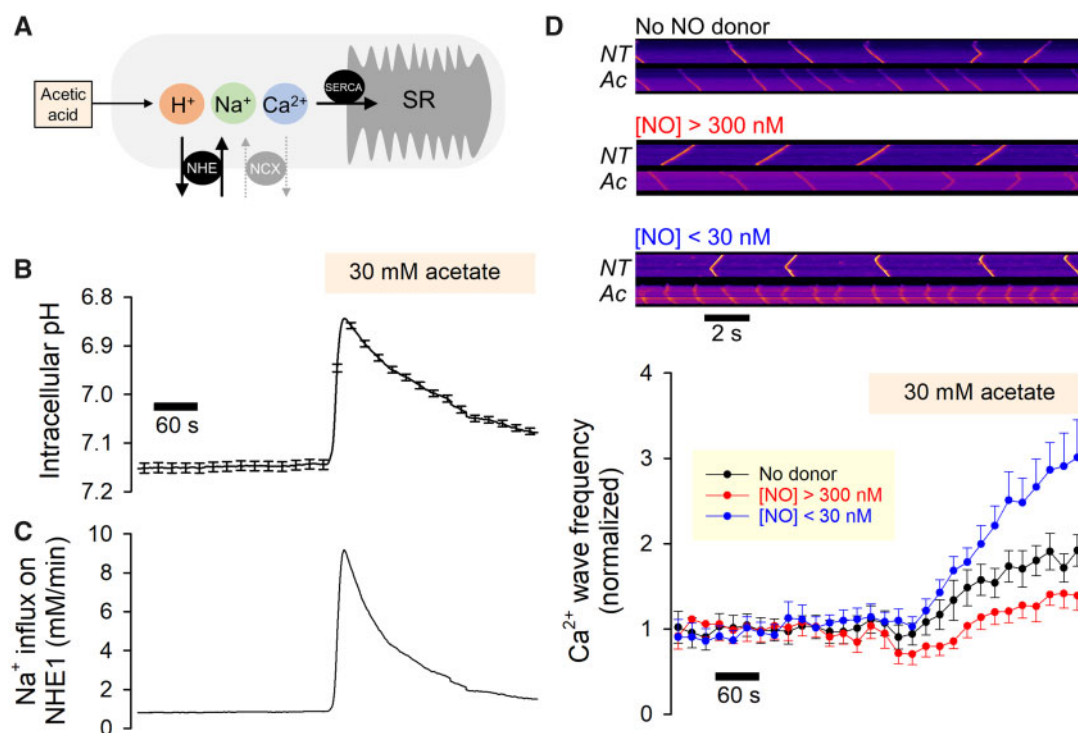 A
Acetic
acid
H⁺
Na⁺
Ca²⁺
SERCA
SR
NHE
NCX
B
30 mM acetate
Intracellular pH
6.8
6.9
7.0
7.1
7.2
60 s
C
Na⁺ influx on
NHE1 (mM/min)
10
8
6
4
2
0
D
No NO donor
NT
Ac
[NO] > 300 nM
NT
Ac
[NO] < 30 nM
NT
Ac
2 s
Ca²⁺ wave frequency
(normalized)
4
3
2
1
0
30 mM acetate
No donor
[NO] > 300 nM
[NO] < 30 nM
60 s